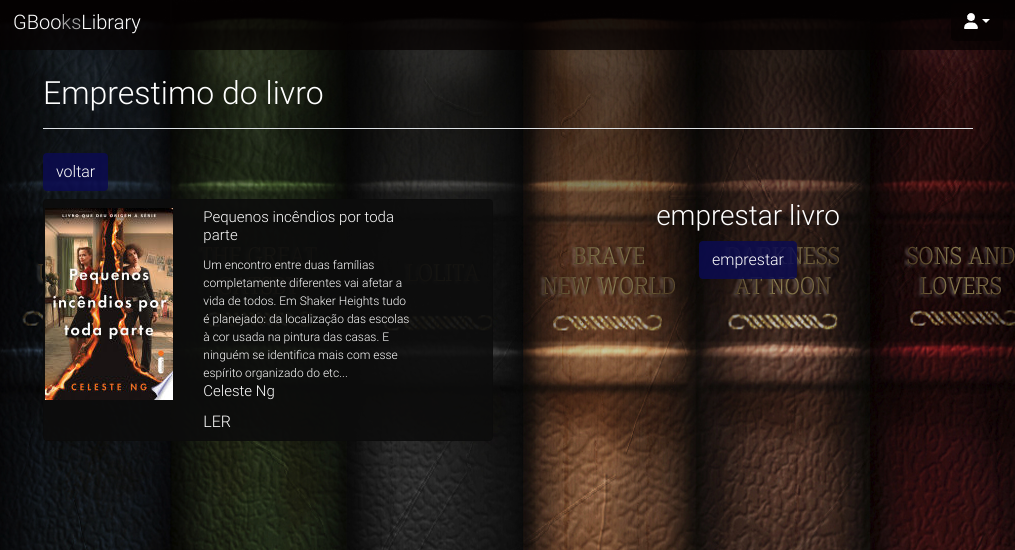 GBooksLibrary
Emprestimo do livro
voltar
LIVRO QUE DEU ORIGEM À SÉRIE
Pequenos
incêndios por
toda parte
CELESTE NG
Pequenos incêndios por toda
parte
Um encontro entre duas famílias
completamente diferentes vai afetar a
vida de todos. Em Shaker Heights tudo
é planejado: da localização das escolas
à cor usada na pintura das casas. E
ninguém se identifica mais com esse
espírito organizado do etc...
Celeste Ng
LER
emprestar livro
emprestar
BRAVE
NEW WORLD
AT NOON
SONS AND
LOVERS